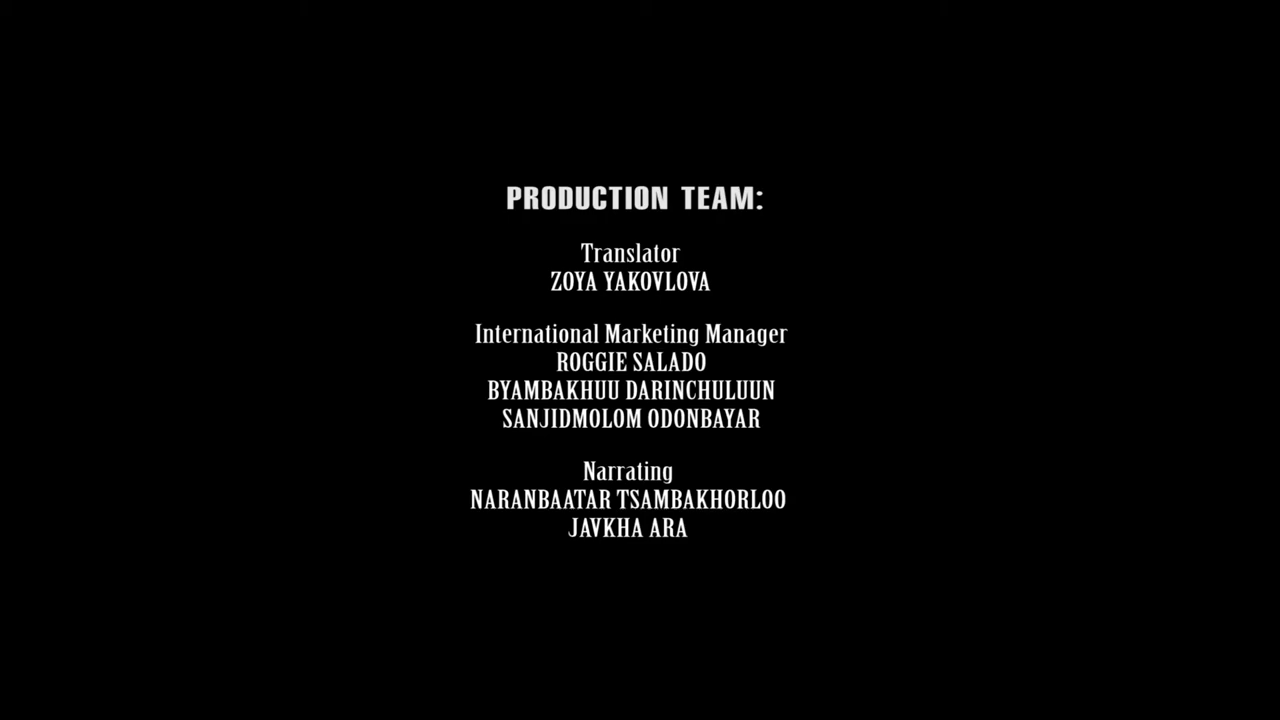 PRODUCTION TEAM:
Translator
ZOYA YAKOVLOVA
International Marketing Manager
ROGGIE SALADO
BYAMBAKHUU DARINCHULUUN
SANJIDMOLOM ODONBAYAR
Narrating
NARANBAATAR TSAMBAKHORLOO
JAVKHA ARA